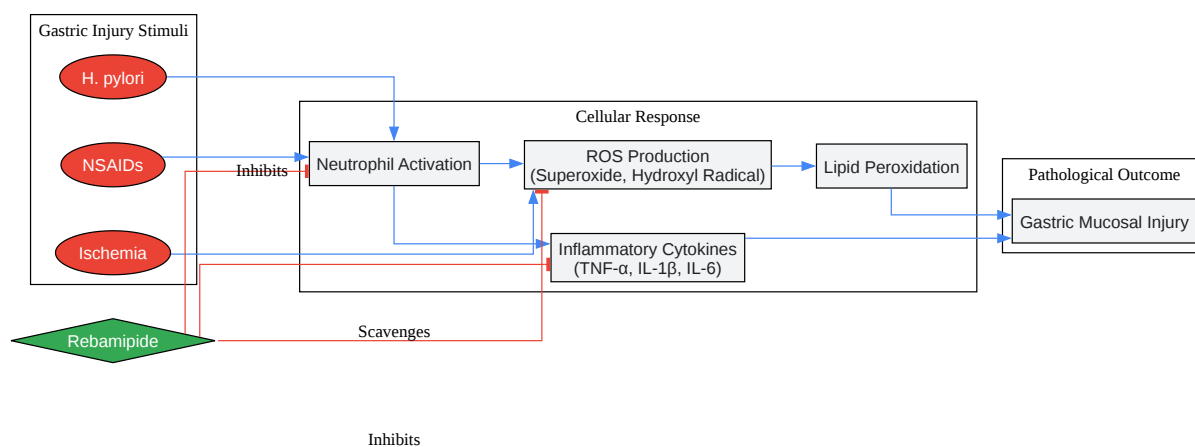 Gastric Injury Stimuli
H. pylori
NSAIDs
Ischemia
Rebamipide
Inhibits
Cellular Response
Neutrophil Activation
ROS Production
(Superoxide, Hydroxyl Radical)
Lipid Peroxidation
Inflammatory Cytokines
(TNF-α, IL-1β, IL-6)
Pathological Outcome
Gastric Mucosal Injury
Scavenges
Inhibits